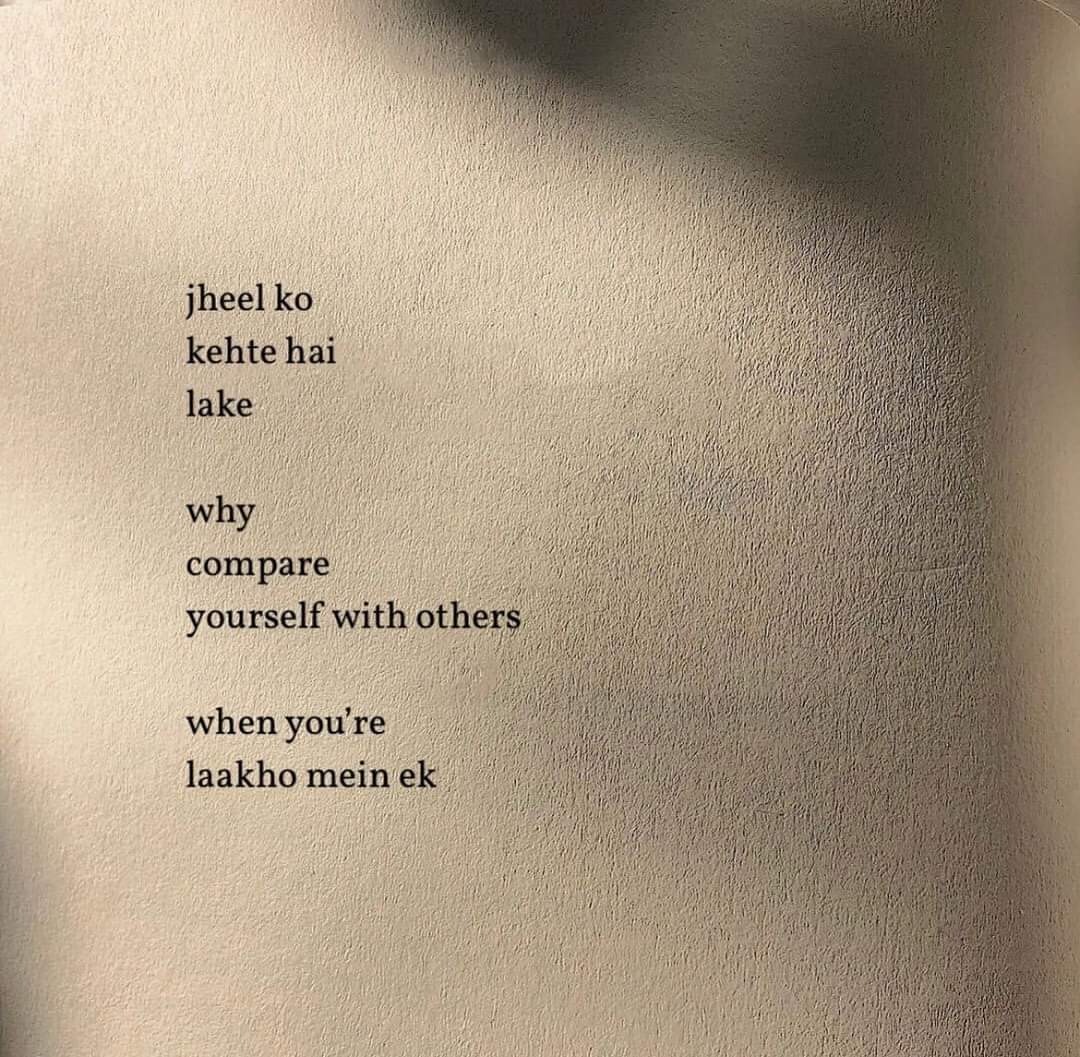 jheel ko
kehte hai
lake
why
compare
yourself with others
when you're
laakho mein ek